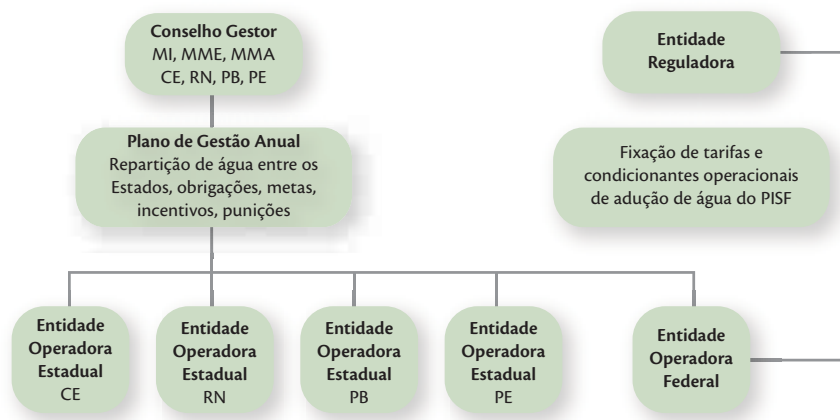 Conselho Gestor
MI, MME, MMA
CE, RN, PB, PE
Entidade
Reguladora
Plano de Gestão Anual
Repartição de água entre os
Estados, obrigações, metas,
incentivos, punições
Fixação de tarifas e
condicionantes operacionais
de adução de água do PISF
Entidade
Operadora
Estadual
CE
Entidade
Operadora
Estadual
RN
Entidade
Operadora
Estadual
PB
Entidade
Operadora
Estadual
PE
Entidade
Operadora
Federal